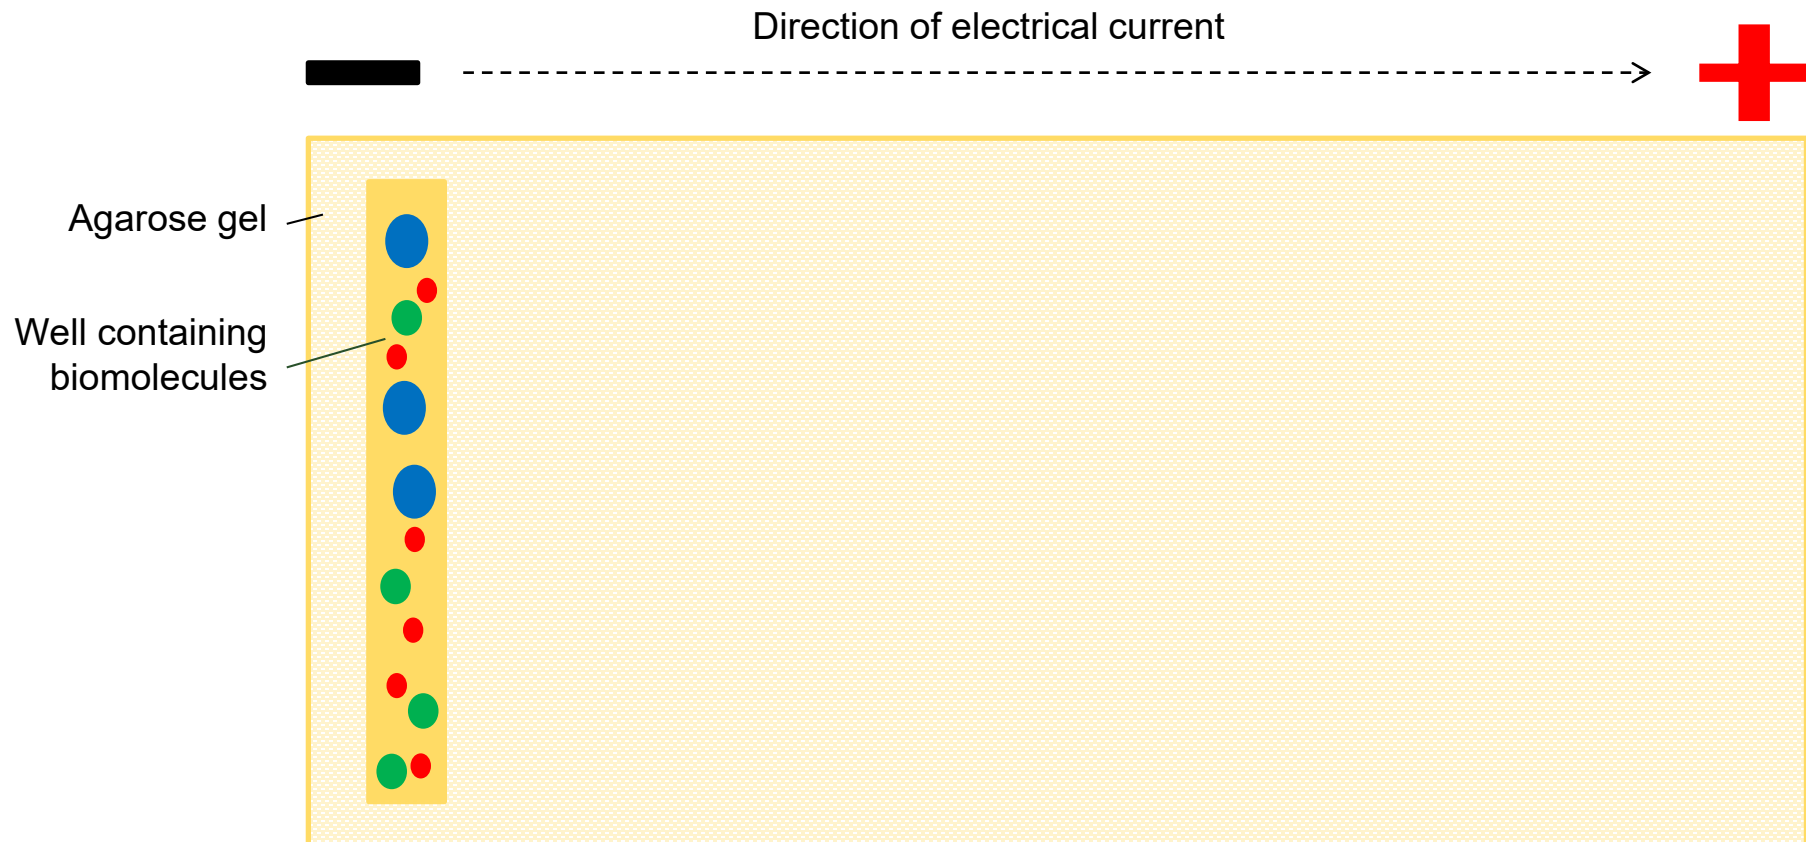 Direction of electrical current
Agarose gel
Well containing
biomolecules